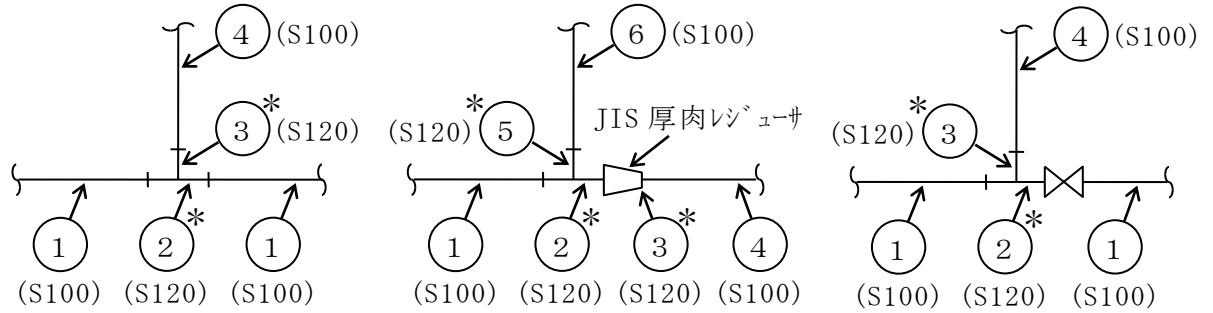 4 (S100)
3* (S120)
1 2* 1
(S100) (S120) (S100)
6 (S100)
JIS 厚肉レジューサ
(S120)* 5
1 2* 3* 4
(S100) (S120) (S120) (S100)
4 (S100)
(S120)* 3
1 2* 1
(S100) (S120) (S100)